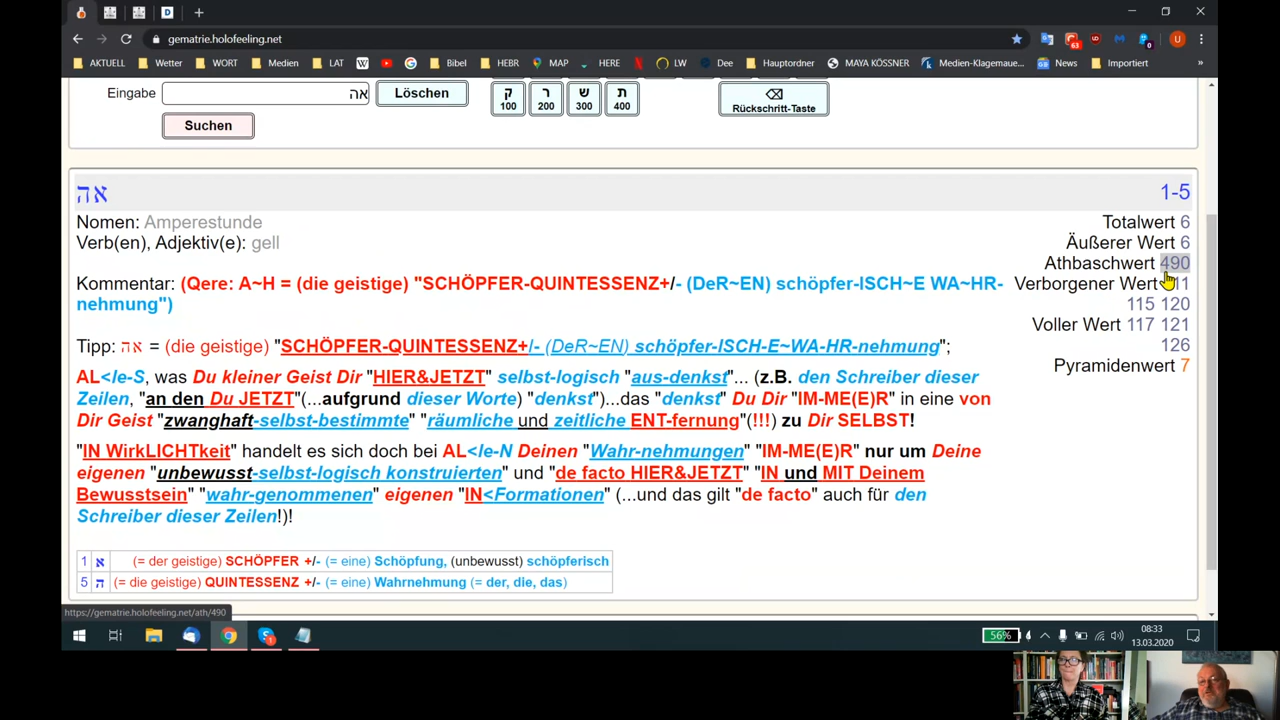 gematrie.holofeeling.net
63
0
U
AKTUELL Wetter WORT Medien LAT Bibel HEBR MAP HERE LW Dee Hauptordner MAYA KÖSSNER Medien-Klagemaue... News Importiert »
Eingabe אה Löschen ק 100 ר 200 ש 300 ת 400 Rückschritt-Taste
Suchen
אה 1-5
Nomen: Amperestunde Totalwert 6
Verb(en), Adjektiv(e): gell Äußerer Wert 6
Athbaschwert 490
Kommentar: (Qere: A~H = (die geistige) "SCHÖPFER-QUINTESSENZ+/- (DeR~EN) schöpfer-ISCH~E WA~HR- Verborgener Wert 11
nehmung") 115 120
Voller Wert 117 121
Tipp: אה = (die geistige) "SCHÖPFER-QUINTESSENZ+/- (DeR~EN) schöpfer-ISCH-E~WA-HR-nehmung"; 126
Pyramidenwert 7
AL<le-S, was Du kleiner Geist Dir "HIER&JETZT" selbst-logisch "aus-denkst"... (z.B. den Schreiber dieser
Zeilen, "an den Du JETZT"(...aufgrund dieser Worte) "denkst")...das "denkst" Du Dir "IM-ME(E)R" in eine von
Dir Geist "zwanghaft-selbst-bestimmte" "räumliche und zeitliche ENT-fernung"(!!!) zu Dir SELBST!
"IN WirkLICHTkeit" handelt es sich doch bei AL<le-N Deinen "Wahr-nehmungen" "IM-ME(E)R" nur um Deine
eigenen "unbewusst-selbst-logisch konstruierten" und "de facto HIER&JETZT" "IN und MIT Deinem
Bewusstsein" "wahr-genommenen" eigenen "IN<Formationen" (...und das gilt "de facto" auch für den
Schreiber dieser Zeilen!)!
1 א (= der geistige) SCHÖPFER +/- (= eine) Schöpfung, (unbewusst) schöpferisch
5 ה (= die geistige) QUINTESSENZ +/- (= eine) Wahrnehmung (= der, die, das)
https://gematrie.holofeeling.net/ath/490
56%
08:33
13.03.2020